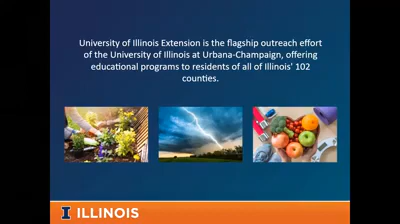 University of Illinois Extension is the flagship outreach effort
of the University of Illinois at Urbana-Champaign, offering
educational programs to residents of all of Illinois' 102
counties.
I ILLINOIS